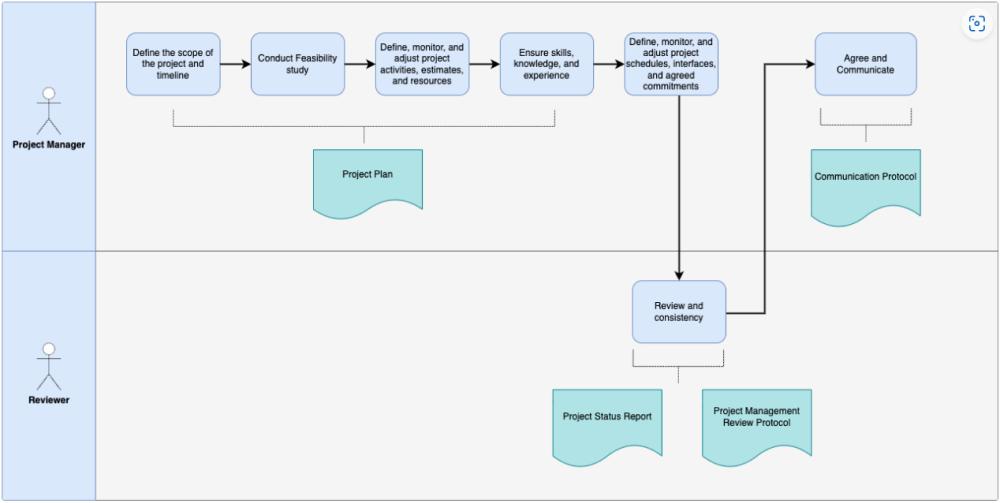 Define the scope of
the project and
timeline
Conduct Feasibility
study
Define, monitor, and
adjust project
activities, estimates,
and resources
Ensure skills,
knowledge, and
experience
Define, monitor, and
adjust project
schedules, interfaces,
and agreed
commitments
Agree and
Communicate
Project Manager
Project Plan
Communication Protocol
Review and
consistency
Reviewer
Project Status Report
Project Management
Review Protocol